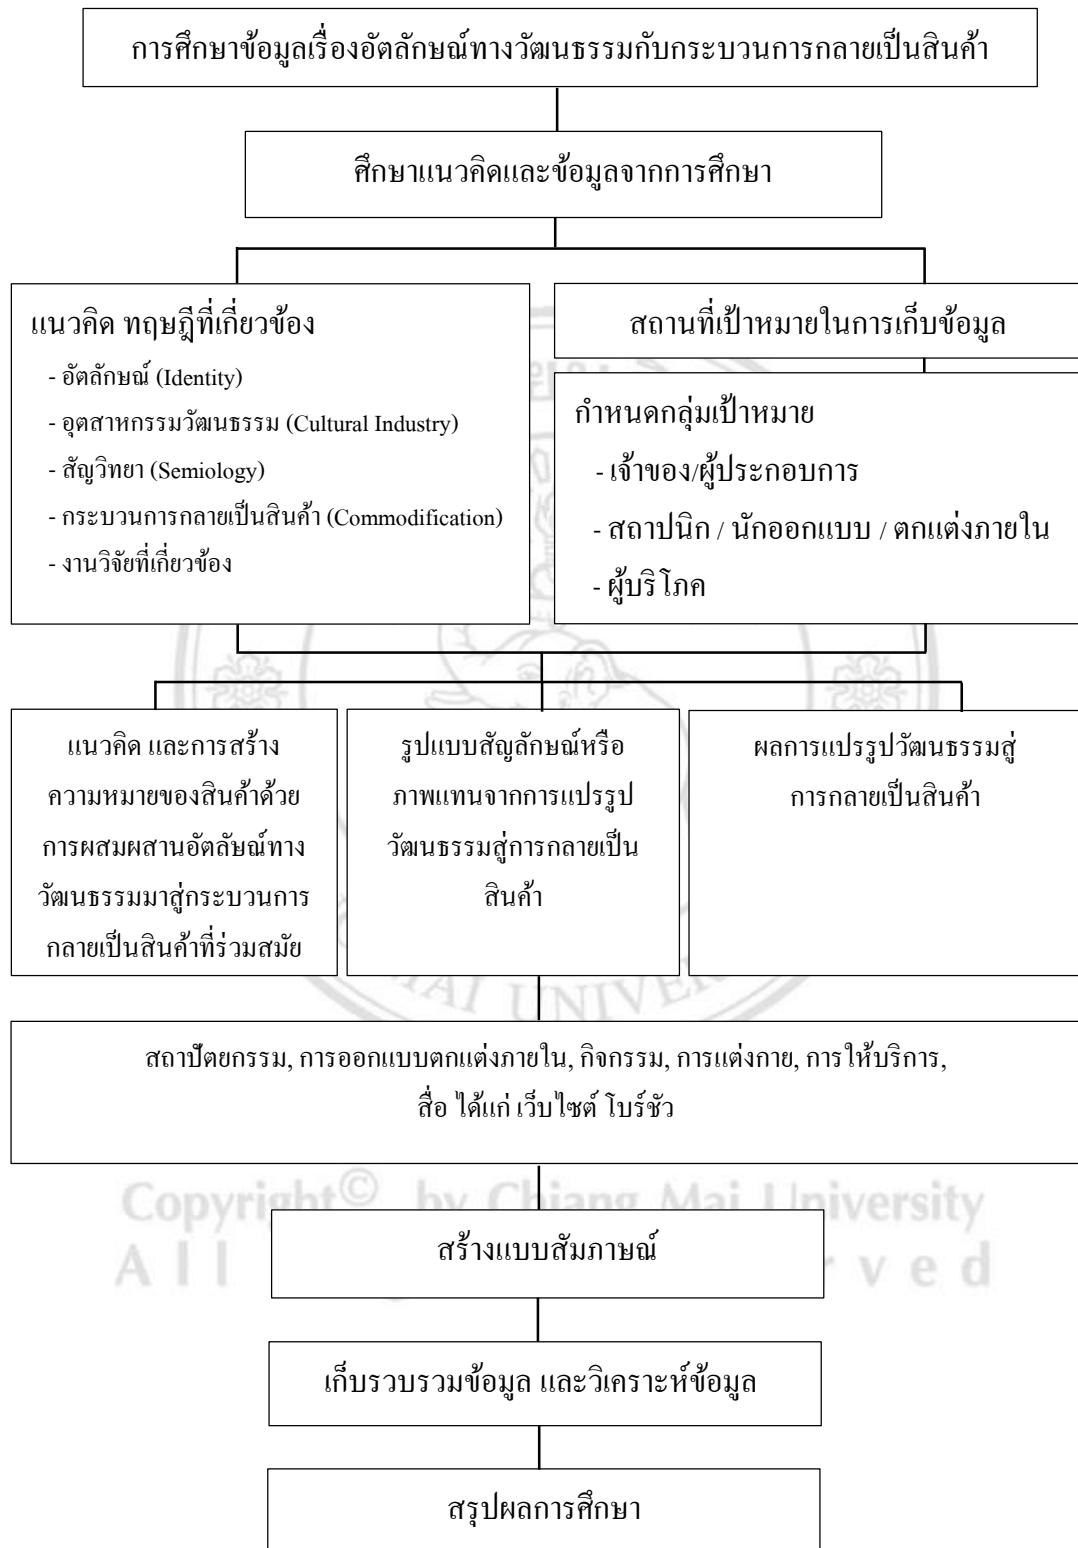 การศึกษาข้อมูลเรื่องอัตลักษณ์ทางวัฒนธรรมกับกระบวนการกลายเป็นสินค้า
ศึกษาแนวคิดและข้อมูลจากการศึกษา
แนวคิด ทฤษฎีที่เกี่ยวข้อง
- อัตลักษณ์ (Identity)
- อุตสาหกรรมวัฒนธรรม (Cultural Industry)
- สัญวิทยา (Semiology)
- กระบวนการกลายเป็นสินค้า (Commodification)
- งานวิจัยที่เกี่ยวข้อง
สถานที่เป้าหมายในการเก็บข้อมูล
กำหนดกลุ่มเป้าหมาย
- เจ้าของ/ผู้ประกอบการ
- สถาปนิก / นักออกแบบ / ตกแต่งภายใน
- ผู้บริโภค
แนวคิด และการสร้าง
ความหมายของสินค้าด้วย
การผสมผสานอัตลัษณ์ทาง
วัฒนธรรมมาสู่กระบวนการ
กลายเป็นสินค้าที่ร่วมสมัย
รูปแบบสัญลักษณ์หรือ
ภาพแทนจากการแปรรูป
วัฒนธรรมสู่การกลายเป็น
สินค้า
ผลการแปรรูปวัฒนธรรมสู่
การกลายเป็นสินค้า
MAI UNIVER
สถาปัตยกรรม, การออกแบบตกแต่งภายใน, กิจกรรม, การแต่งกาย, การให้บริการ,
สื่อ ได้แก่ เว็บไซต์ โบร์ชัว
Copyright© by Chiang Mai University
All r v e d
สร้างแบบสัมภาษณ์
เก็บรวบรวมข้อมูล และวิเคราะห์ข้อมูล
สรุปผลการศึกษา